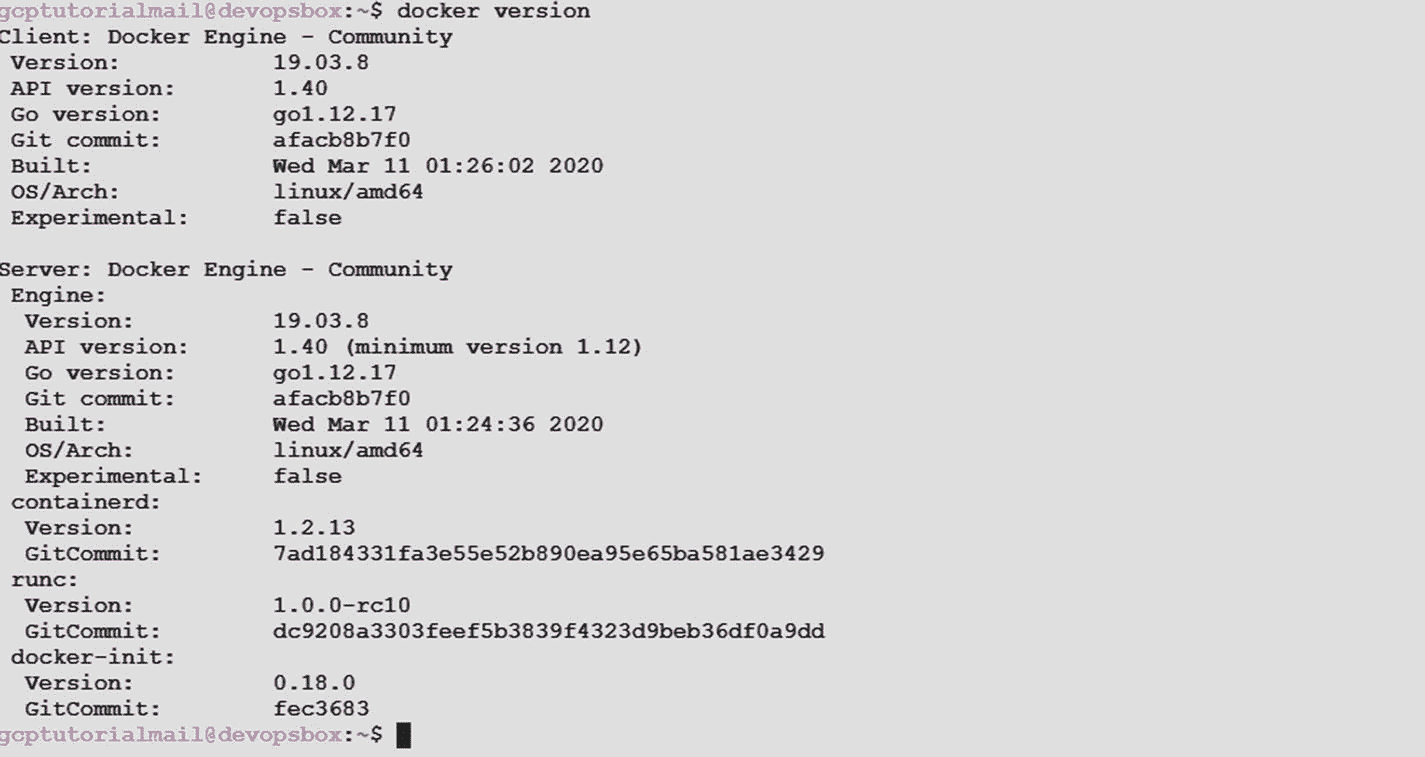 gcptutorialmail@devopsbox:~$ docker version
Client: Docker Engine - Community
 Version:           19.03.8
 API version:       1.40
 Go version:        go1.12.17
 Git commit:        afacb8b7f0
 Built:             Wed Mar 11 01:26:02 2020
 OS/Arch:           linux/amd64
 Experimental:      false

Server: Docker Engine - Community
 Engine:
  Version:          19.03.8
  API version:      1.40 (minimum version 1.12)
  Go version:       go1.12.17
  Git commit:       afacb8b7f0
  Built:            Wed Mar 11 01:24:36 2020
  OS/Arch:          linux/amd64
  Experimental:     false
 containerd:
  Version:          1.2.13
  GitCommit:        7ad184331fa3e55e52b890ea95e65ba581ae3429
 runc:
  Version:          1.0.0-rc10
  GitCommit:        dc9208a3303feef5b3839f4323d9beb36df0a9dd
 docker-init:
  Version:          0.18.0
  GitCommit:        fec3683
gcptutorialmail@devopsbox:~$